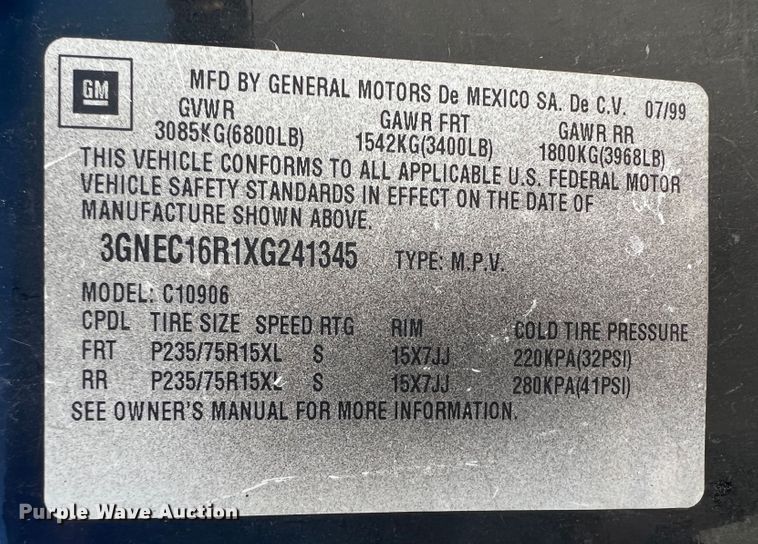 GM
MFD BY GENERAL MOTORS De MEXICO SA. De C.V. 07/99
GVWR GAWR FRT GAWR RR
3085KG(6800LB) 1542KG(3400LB) 1800KG(3968LB)
THIS VEHICLE CONFORMS TO ALL APPLICABLE U.S. FEDERAL MOTOR
VEHICLE SAFETY STANDARDS IN EFFECT ON THE DATE OF
MANUFACTURE SHOWN ABOVE.
3GNEC16R1XG241345 TYPE: M.P.V.
MODEL: C10906
CPDL TIRE SIZE SPEED RTG RIM COLD TIRE PRESSURE
FRT P235/75R15XL S 15X7JJ 220KPA(32PSI)
RR P235/75R15XL S 15X7JJ 280KPA(41PSI)
SEE OWNER'S MANUAL FOR MORE INFORMATION.
Purple Wave Auction